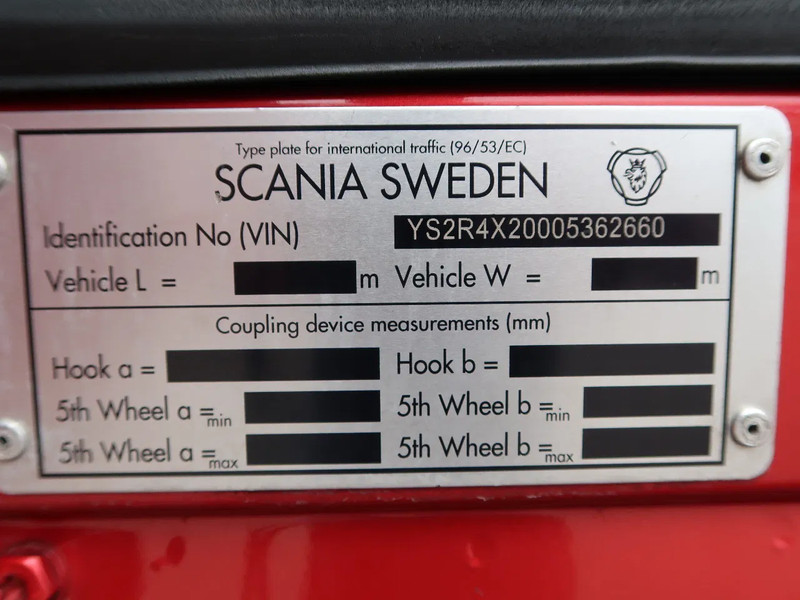 Type plate for international traffic (96/53/EC)
SCANIA SWEDEN
Identification No (VIN) YS2R4X20005362660
Vehicle L = m Vehicle W = m
Coupling device measurements (mm)
Hook a = Hook b =
5th Wheel a =min 5th Wheel b =min
5th Wheel a =max 5th Wheel b =max